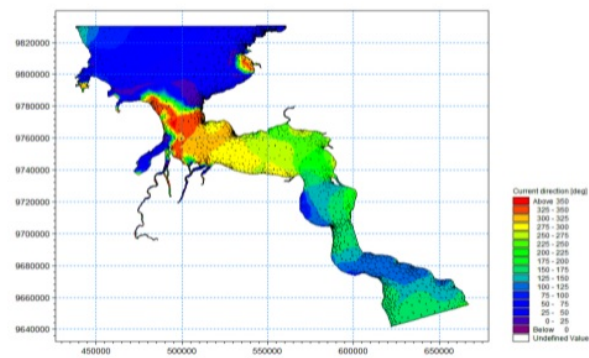 9820000
9800000
9780000
9760000
9740000
9720000
9700000
9680000
9660000
9640000
450000 500000 550000 600000 650000
Current direction [deg]
Above 350
325 - 350
300 - 325
275 - 300
250 - 275
225 - 250
200 - 225
175 - 200
150 - 175
125 - 150
100 - 125
75 - 100
50 - 75
25 - 50
0 - 25
Below 0
Undefined Value